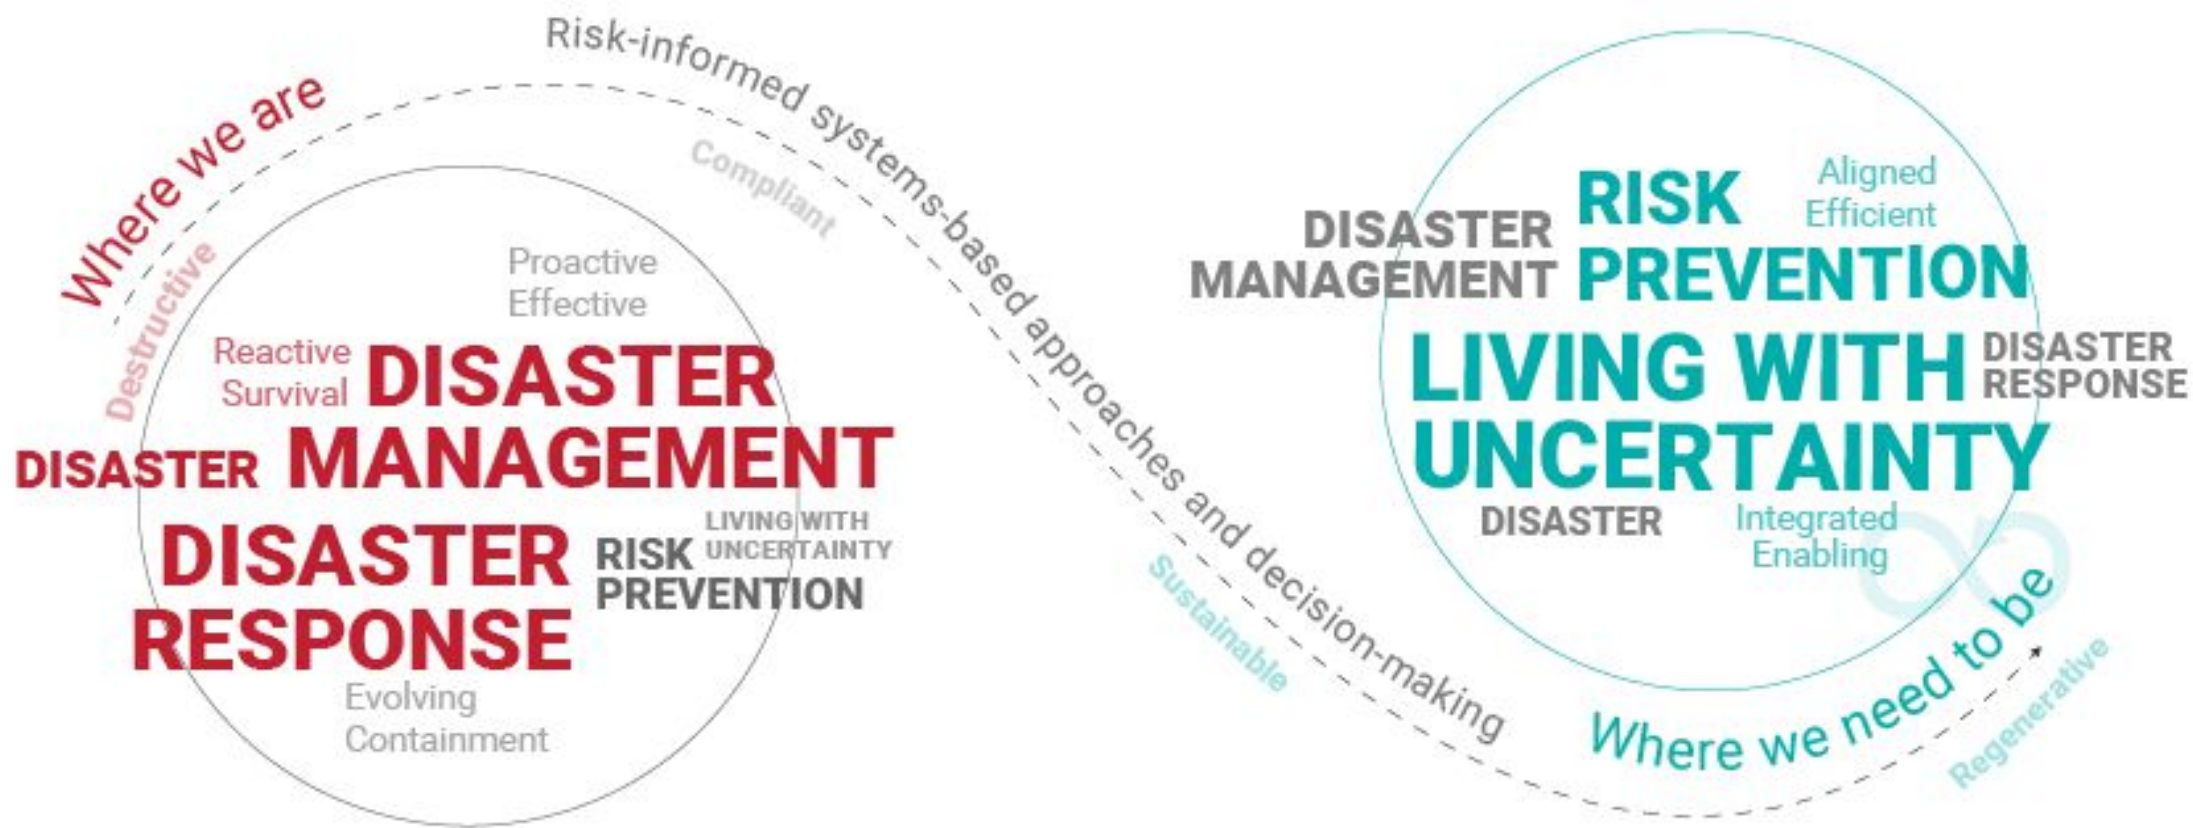 Where we are
Risk-informed systems-based approaches and decision-making
Destructive
Compliant
Proactive
Effective
Reactive
Survival
DISASTER
MANAGEMENT
DISASTER
DISASTER
RESPONSE
RISK
PREVENTION
LIVING WITH
UNCERTAINTY
Evolving
Containment
Sustainable
DISASTER
MANAGEMENT
RISK
PREVENTION
Aligned
Efficient
LIVING WITH
UNCERTAINTY
DISASTER
RESPONSE
DISASTER
Integrated
Enabling
Where we need to be
Regenerative